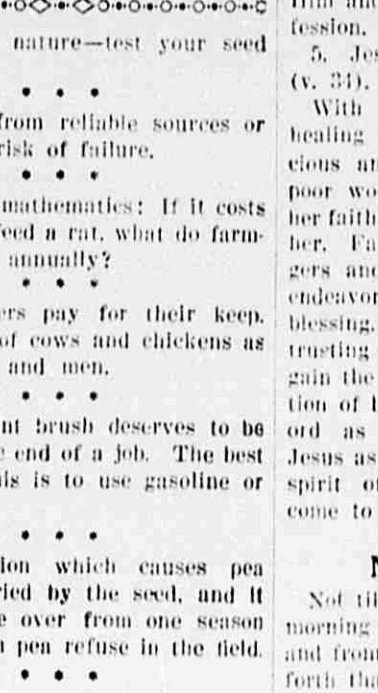 nature—test your seed
from reliable sources or
risk of failure.
mathematics: If it costs
feed a rat, what do farm-
annually?
ers pay for their keep.
of cows and chickens as
and men.
nt brush deserves to be
end of a job. The best
is is to use gasoline or
ion which causes pea
ried by the seed, and it
over from one season
pea refuse in the field.
fession.
5. Jes
(v. 34).
With
healing
cious an
poor wo
her faith
her. Fa
gers and
endeavor
blessing.
trusting
gain the
tion of
ord as
Jesus as
spirit o
come to
N
Not til
morning
and from
forth tha